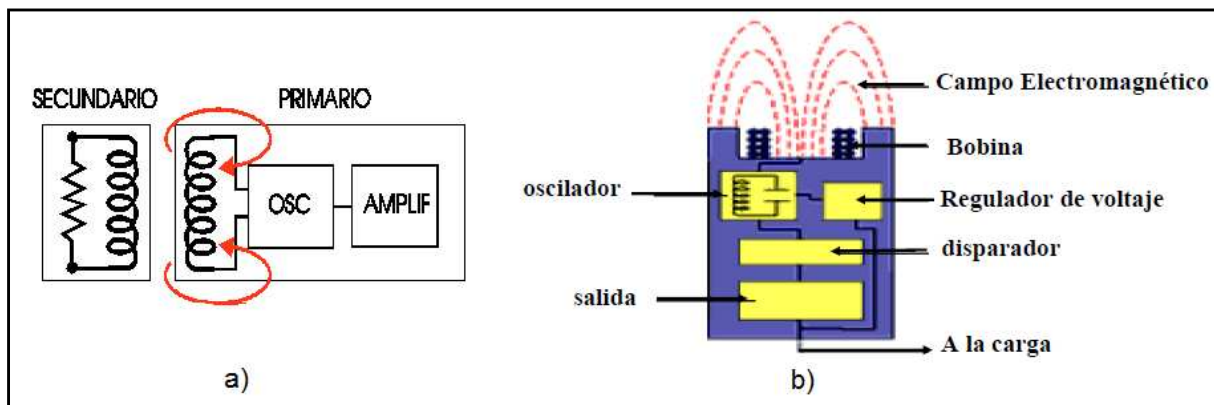 SECUNDARIO
PRIMARIO
OSC
AMPLIF
a)
Campo Electromagnético
Bobina
oscilador
Regulador de voltaje
disparador
salida
A la carga
b)